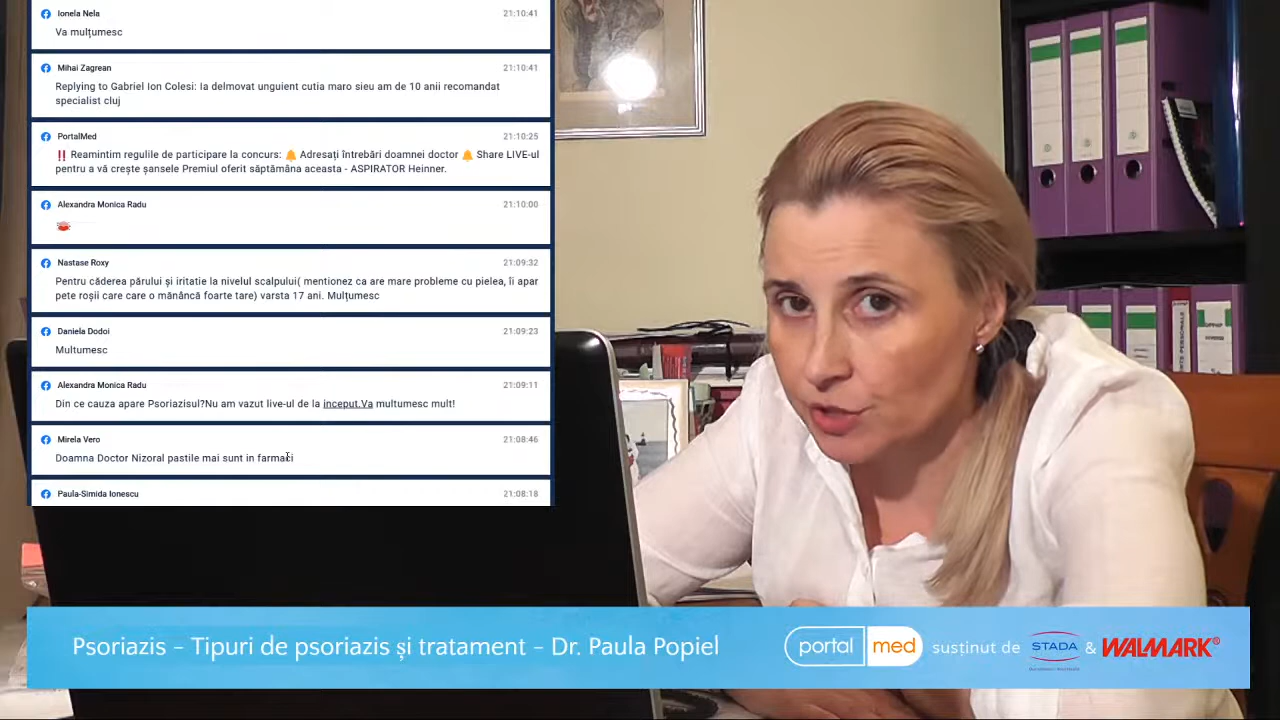 Ionela Nela 21:10:41
Va mulțumesc
Mihai Zagrean 21:10:41
Replying to Gabriel Ion Colesi: Ia delmovat unguient cutia maro sieu am de 10 anii recomandat
specialist cluj
PortalMed 21:10:25
‼️ Reamintim regulile de participare la concurs: 🔔 Adresați întrebări doamnei doctor 🔔 Share LIVE-ul
pentru a vă crește șansele Premiul oferit săptămâna aceasta - ASPIRATOR Heinner.
Alexandra Monica Radu 21:10:00
Nastase Roxy 21:09:32
Pentru căderea părului și iritatie la nivelul scalpului( mentionez ca are mare probleme cu pielea, îi apar
pete roșii care care o mănâncă foarte tare) varsta 17 ani. Mulțumesc
Daniela Dodoi 21:09:23
Multumesc
Alexandra Monica Radu 21:09:11
Din ce cauza apare Psoriazisul?Nu am vazut live-ul de la inceput.Va multumesc mult!
Mirela Vero 21:08:46
Doamna Doctor Nizoral pastile mai sunt in farmaci
Paula-Simida Ionescu 21:08:18
Psoriazis - Tipuri de psoriazis și tratament - Dr. Paula Popiel
portal med susținut de STADA & WALMARK®